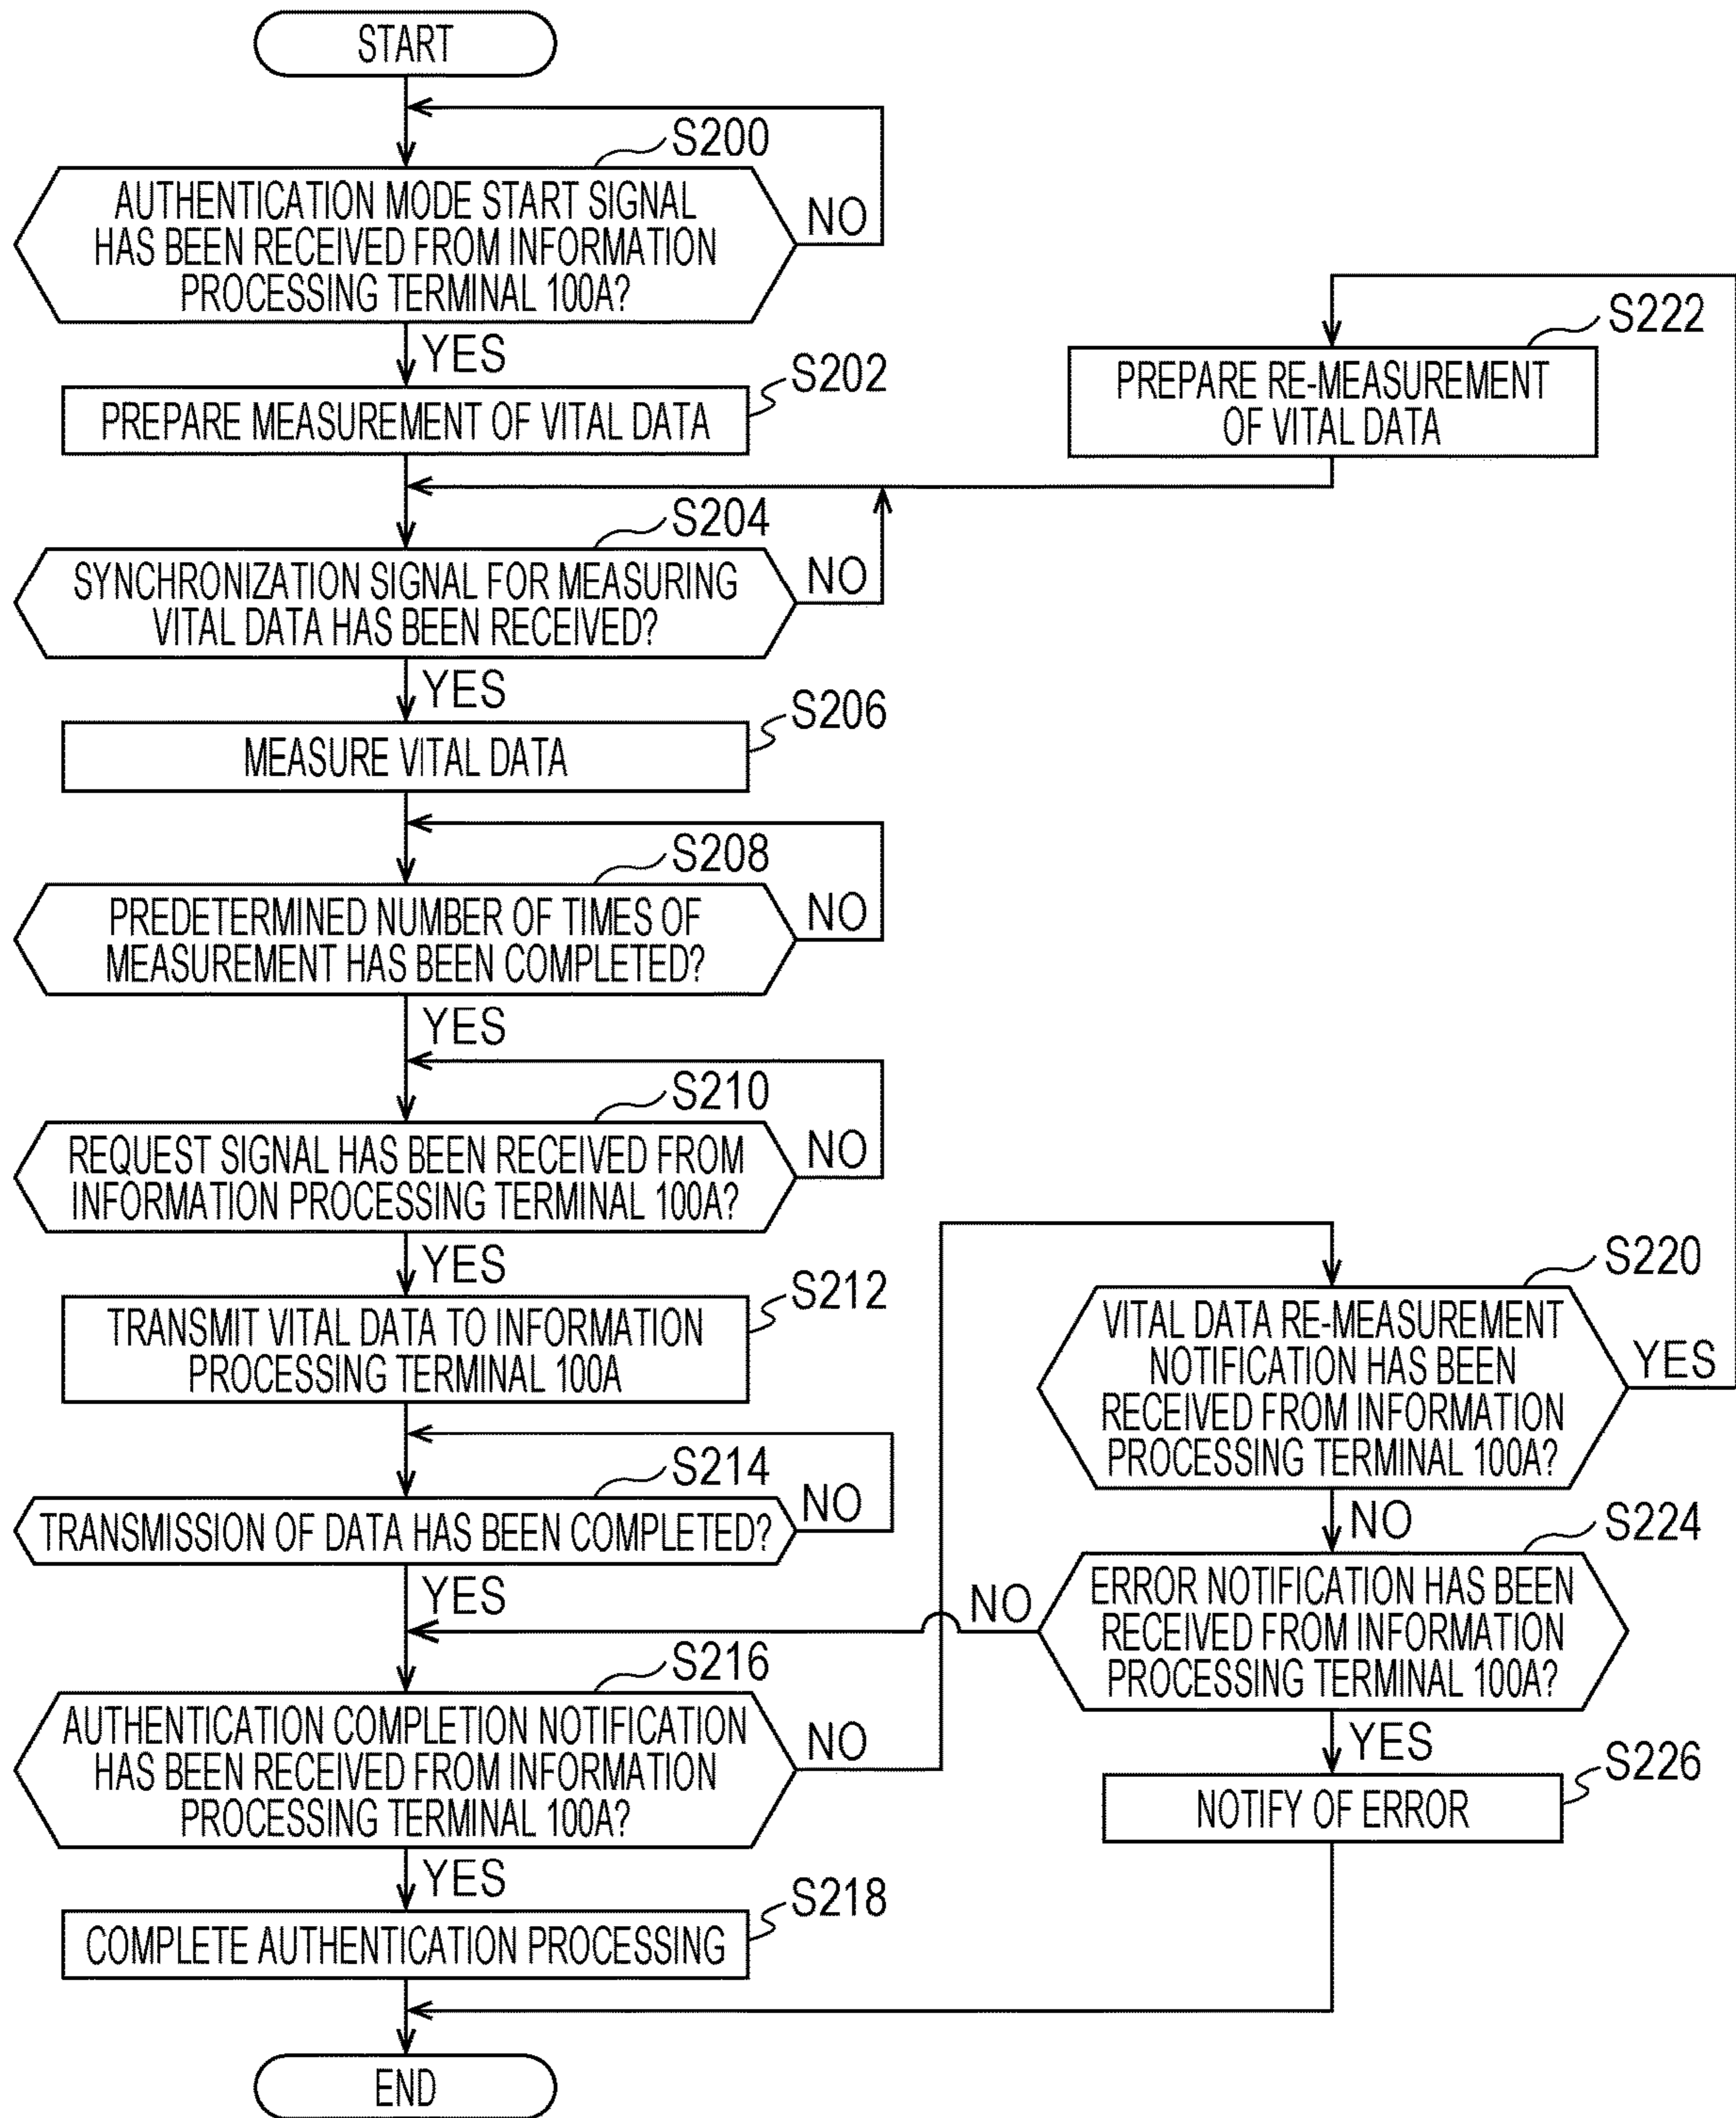 START
S200
AUTHENTICATION MODE START SIGNAL
HAS BEEN RECEIVED FROM INFORMATION
PROCESSING TERMINAL 100A?
NO
YES
S202
PREPARE MEASUREMENT OF VITAL DATA
S222
PREPARE RE-MEASUREMENT
OF VITAL DATA
S204
SYNCHRONIZATION SIGNAL FOR MEASURING
VITAL DATA HAS BEEN RECEIVED?
NO
YES
S206
MEASURE VITAL DATA
S208
PREDETERMINED NUMBER OF TIMES OF
MEASUREMENT HAS BEEN COMPLETED?
NO
YES
S210
REQUEST SIGNAL HAS BEEN RECEIVED FROM
INFORMATION PROCESSING TERMINAL 100A?
NO
YES
S212
TRANSMIT VITAL DATA TO INFORMATION
PROCESSING TERMINAL 100A
S214
TRANSMISSION OF DATA HAS BEEN COMPLETED?
NO
YES
S216
AUTHENTICATION COMPLETION NOTIFICATION
HAS BEEN RECEIVED FROM INFORMATION
PROCESSING TERMINAL 100A?
NO
YES
S218
COMPLETE AUTHENTICATION PROCESSING
S220
VITAL DATA RE-MEASUREMENT
NOTIFICATION HAS BEEN
RECEIVED FROM INFORMATION
PROCESSING TERMINAL 100A?
YES
NO
S224
ERROR NOTIFICATION HAS BEEN
RECEIVED FROM INFORMATION
PROCESSING TERMINAL 100A?
NO
YES
S226
NOTIFY OF ERROR
END